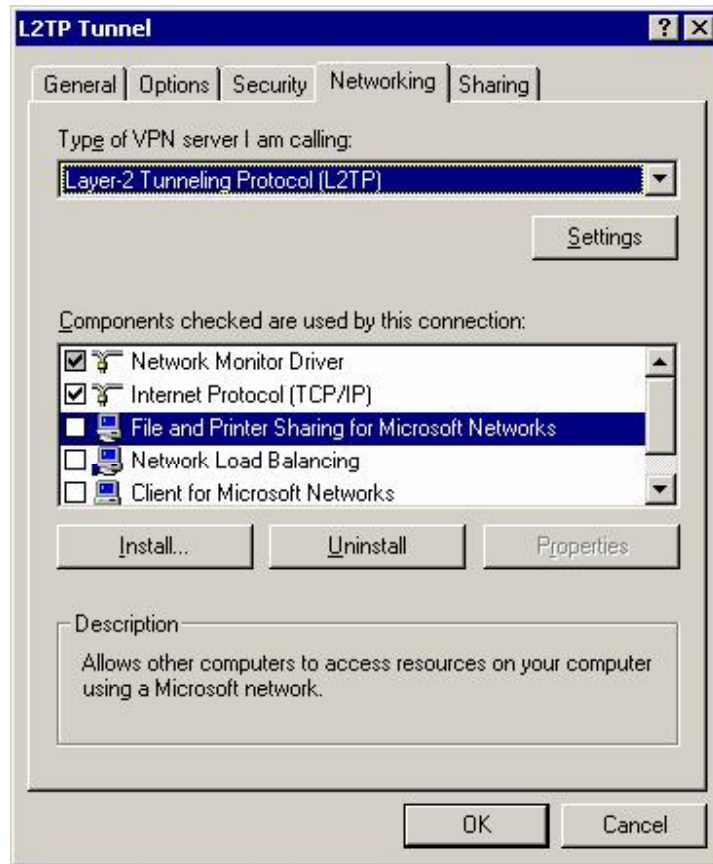 L2TP Tunnel
General Options Security Networking Sharing
Type of VPN server I am calling:
Layer-2 Tunneling Protocol (L2TP)
Settings
Components checked are used by this connection:
Network Monitor Driver
Internet Protocol (TCP/IP)
File and Printer Sharing for Microsoft Networks
Network Load Balancing
Client for Microsoft Networks
Install... Uninstall Properties
Description
Allows other computers to access resources on your computer
using a Microsoft network.
OK Cancel